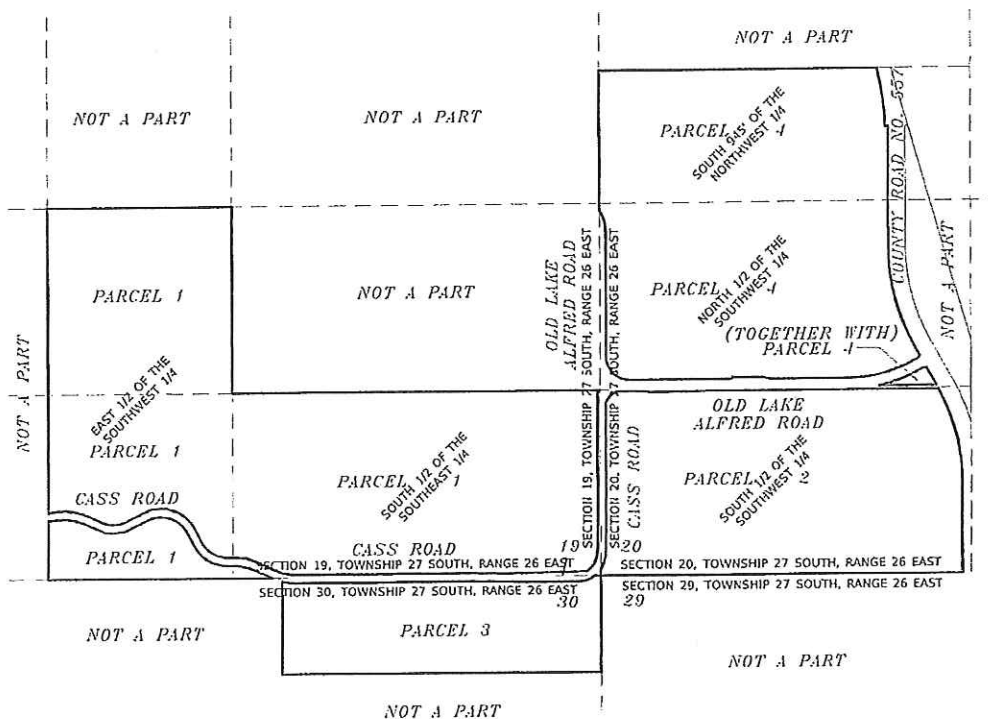 NOT A PART
NOT A PART
NOT A PART
PARCEL 4
SOUTH 945' OF THE
NORTHWEST 1/4
COUNTY ROAD NO. 557
NOT A PART
PARCEL 1
NOT A PART
OLD LAKE
ALFRED ROAD
SECTION 19, TOWNSHIP 27 SOUTH, RANGE 26 EAST
SECTION 20, TOWNSHIP 27 SOUTH, RANGE 26 EAST
PARCEL 4
NORTH 1/2 OF THE
SOUTHWEST 1/4
(TOGETHER WITH)
PARCEL 4
NOT A PART
EAST 1/2 OF THE
SOUTHWEST 1/4
PARCEL 1
OLD LAKE
ALFRED ROAD
PARCEL 1
SOUTH 1/2 OF THE
SOUTHEAST 1/4
CASS ROAD
PARCEL 2
SOUTH 1/2 OF THE
SOUTHWEST 1/4
CASS ROAD
PARCEL 1
CASS ROAD
19
20
SECTION 19, TOWNSHIP 27 SOUTH, RANGE 26 EAST
SECTION 20, TOWNSHIP 27 SOUTH, RANGE 26 EAST
SECTION 30, TOWNSHIP 27 SOUTH, RANGE 26 EAST
SECTION 29, TOWNSHIP 27 SOUTH, RANGE 26 EAST
30
29
NOT A PART
PARCEL 3
NOT A PART
NOT A PART